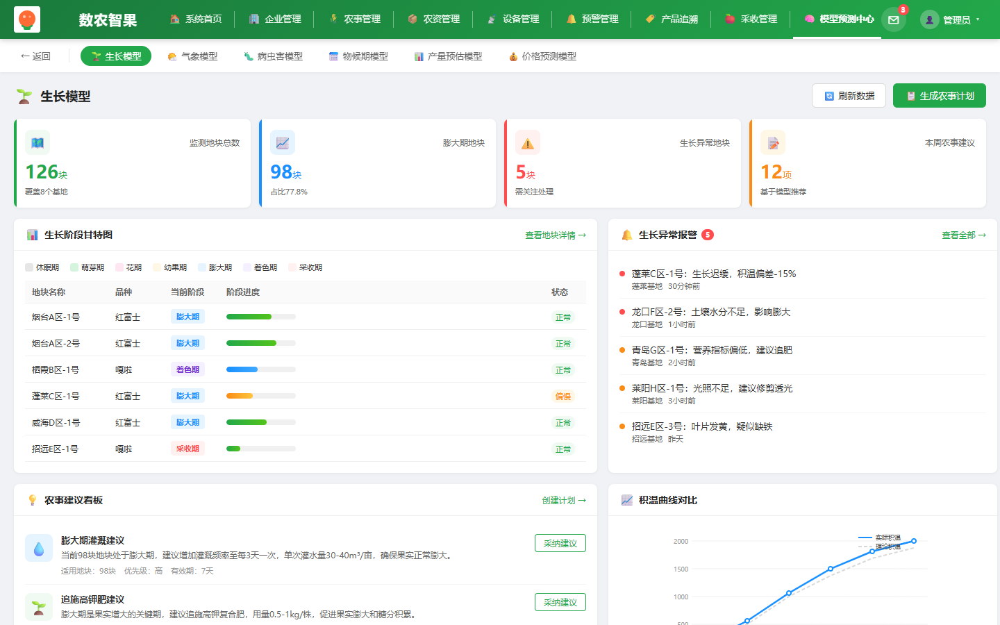 数农智果
系统首页
企业管理
农事管理
农资管理
设备管理
预警管理
产品追溯
采收管理
模型预测中心
3
管理员
←返回
生长模型
气象模型
病虫害模型
物候期模型
产量预估模型
价格预测模型
生长模型
刷新数据
生成农事计划
监测地块总数
126块
覆盖8个基地
膨大期地块
98块
占比77.8%
生长异常地块
5块
需关注处理
本周农事建议
12项
基于模型推荐
生长阶段甘特图
查看地块详情→
休眠期 萌芽期 花期 幼果期 膨大期 着色期 采收期
地块名称 品种 当前阶段 阶段进度 状态
烟台A区-1号 红富士 膨大期 正常
烟台A区-2号 红富士 膨大期 正常
栖霞B区-1号 嘎啦 着色期 正常
蓬莱C区-1号 红富士 膨大期 偏慢
威海D区-1号 红富士 膨大期 正常
招远E区-1号 嘎啦 采收期 正常
生长异常报警 5
查看全部→
蓬莱C区-1号：生长迟缓，积温偏差-15%
蓬莱基地 30分钟前
龙口F区-2号：土壤水分不足，影响膨大
龙口基地 1小时前
青岛G区-1号：营养指标偏低，建议追肥
青岛基地 2小时前
莱阳H区-1号：光照不足，建议修剪透光
莱阳基地 3小时前
招远E区-3号：叶片发黄，疑似缺铁
招远基地 昨天
农事建议看板
创建计划→
膨大期灌溉建议
当前98块地块处于膨大期，建议增加灌溉频率至每3天一次，单次灌水量30-40m³/亩，确保果实正常膨大。
适用地块：98块 优先级：高 有效期：7天
采纳建议
追施高钾肥建议
膨大期是果实增大的关键期，建议追施高钾复合肥，用量0.5-1kg/株，促进果实膨大和糖分积累。
采纳建议
积温曲线对比
实际积温
理论积温
2000
1500
1000
500